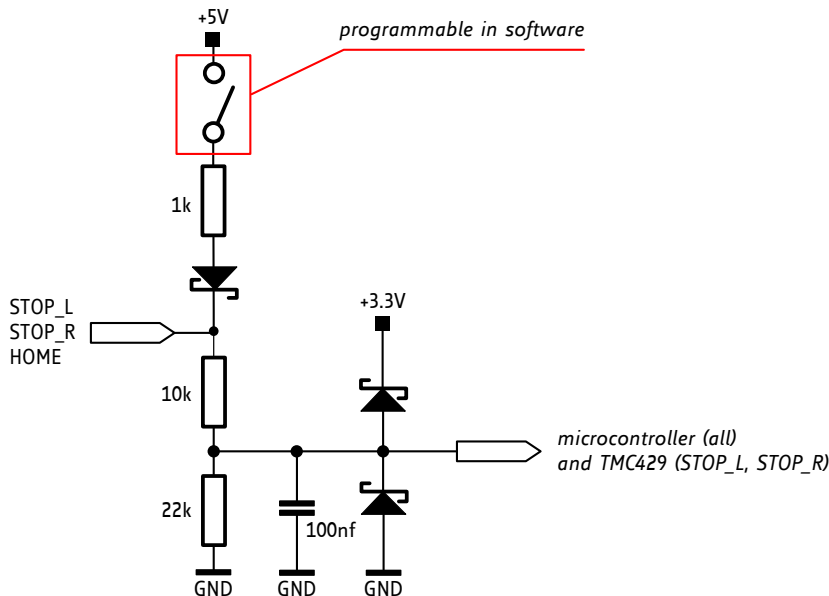 +5V
programmable in software
1k
STOP_L
STOP_R
HOME
+3.3V
10k
microcontroller (all)
and TMC429 (STOP_L, STOP_R)
22k
100nf
GND
GND
GND